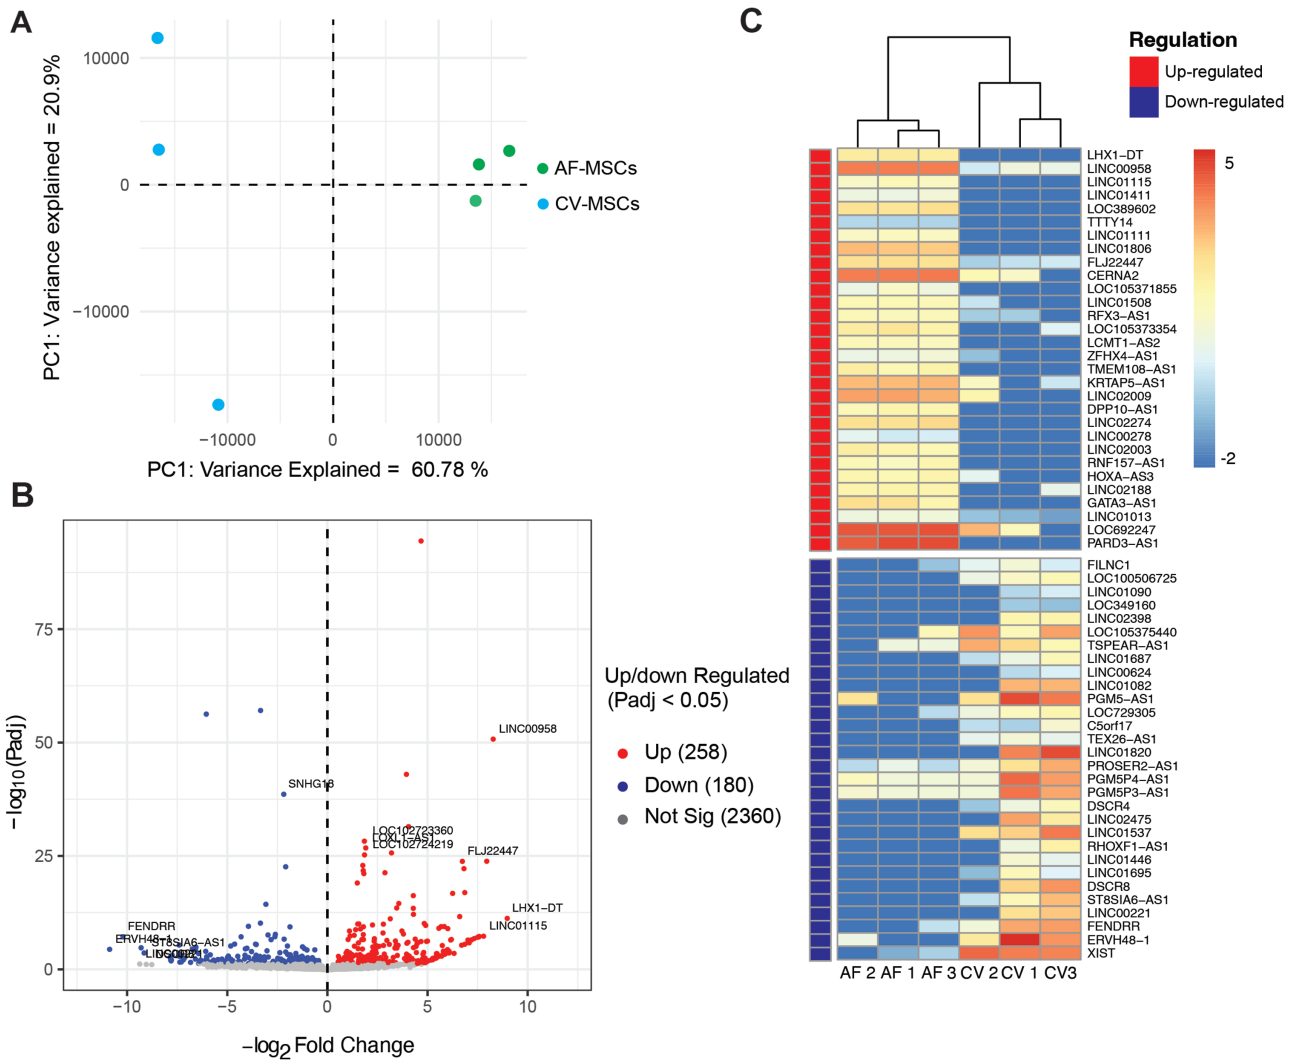 A
PC1: Variance explained = 20.9%
10000
0
−10000
−10000
0
10000
PC1: Variance Explained = 60.78 %
AF-MSCs
CV-MSCs
B
−log10(Padj)
75
50
25
0
−10
−5
0
5
10
−log2 Fold Change
LINC00958
SNHG18
LOC102723360
LOXL1−AS1
LOC102724219
FLJ22447
LHX1−DT
LINC01115
FENDRR
ERVH48−1
ST8SIA6−AS1
Up/down Regulated
(Padj < 0.05)
Up (258)
Down (180)
Not Sig (2360)
C
Regulation
Up-regulated
Down-regulated
5
-2
LHX1−DT
LINC00958
LINC01115
LINC01411
LOC389602
TTTY14
LINC01111
LINC01806
FLJ22447
CERNA2
LOC105371855
LINC01508
RFX3−AS1
LOC105373354
LCMT1−AS2
ZFHX4−AS1
TMEM108−AS1
KRTAP5−AS1
LINC02009
DPP10−AS1
LINC02274
LINC00278
LINC02003
RNF157−AS1
HOXA−AS3
LINC02188
GATA3−AS1
LINC01013
LOC692247
PARD3−AS1
FILNC1
LOC100506725
LINC01090
LOC349160
LINC02398
LOC105375440
TSPEAR−AS1
LINC01687
LINC00624
LINC01082
PGM5−AS1
LOC729305
C5orf17
TEX26−AS1
LINC01820
PROSER2−AS1
PGM5P4−AS1
PGM5P3−AS1
DSCR4
LINC02475
LINC01537
RHOXF1−AS1
LINC01446
LINC01695
DSCR8
ST8SIA6−AS1
LINC00221
FENDRR
ERVH48−1
XIST
AF 2 AF 1 AF 3 CV 2 CV 1 CV3